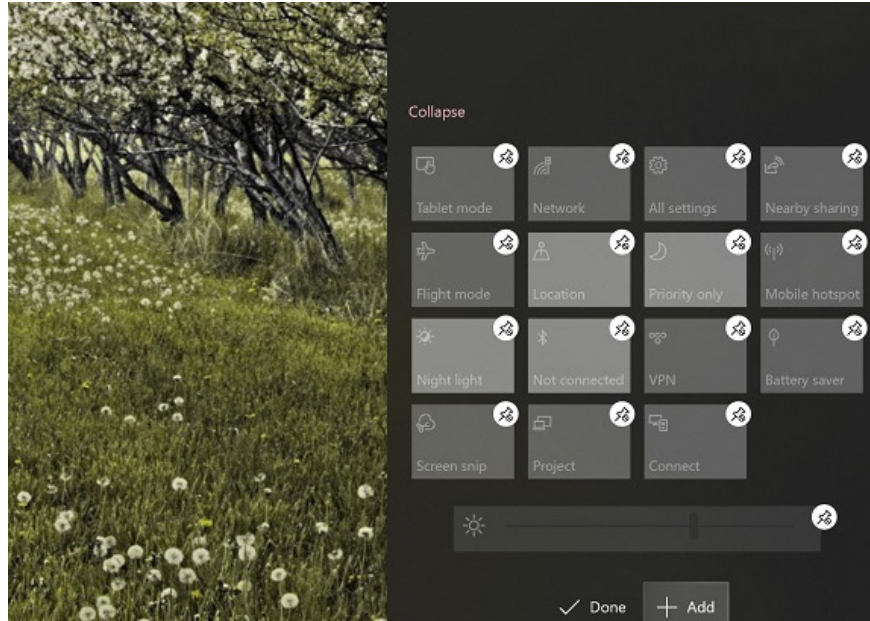 Collapse
Tablet mode
Network
All settings
Nearby sharing
Flight mode
Location
Priority only
Mobile hotspot
Night light
Not connected
VPN
Battery saver
Screen snip
Project
Connect
Done
Add